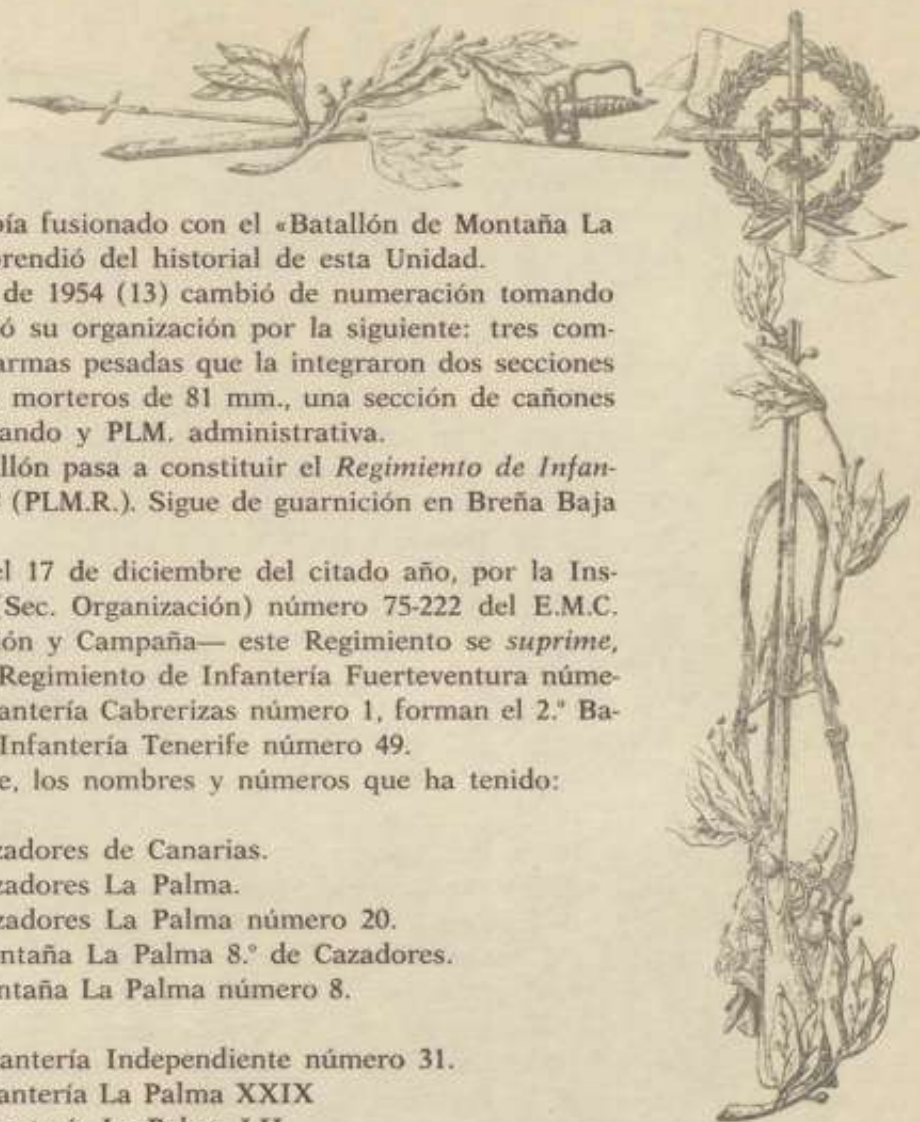 bía fusionado con el «Batallón de Montaña La
prendió del historial de esta Unidad.
de 1954 (13) cambió de numeración tomando
ó su organización por la siguiente: tres com-
armas pesadas que la integraron dos secciones
morteros de 81 mm., una sección de cañones
ando y PLM. administrativa.
llón pasa a constituir el Regimiento de Infan-
(PLM.R.). Sigue de guarnición en Breña Baja
el 17 de diciembre del citado año, por la Ins-
(Sec. Organización) número 75-222 del E.M.C.
ión y Campaña— este Regimiento se suprime,
Regimiento de Infantería Fuerteventura núme-
antería Cabrerizas número 1, forman el 2.º Ba-
Infantería Tenerife número 49.
e, los nombres y números que ha tenido:
zadores de Canarias.
zadores La Palma.
zadores La Palma número 20.
ntaña La Palma 8.º de Cazadores.
ntaña La Palma número 8.
antería Independiente número 31.
antería La Palma XXIX